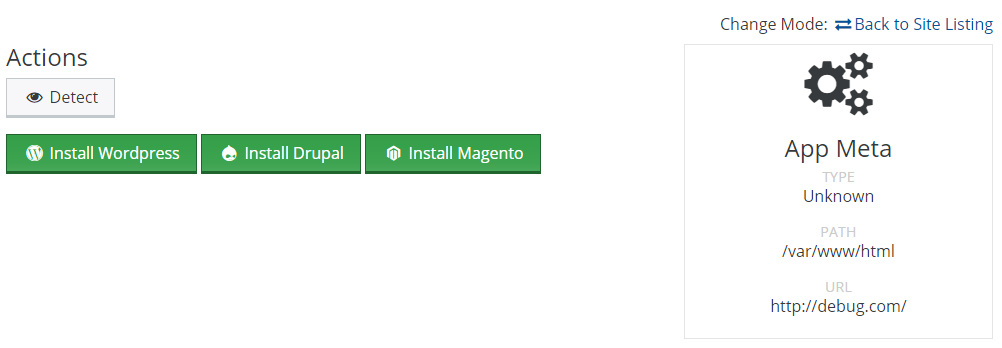 Change Mode: Back to Site Listing
Actions
Detect
Install Wordpress Install Drupal Install Magento
App Meta
TYPE
Unknown
PATH
/var/www/html
URL
http://debug.com/